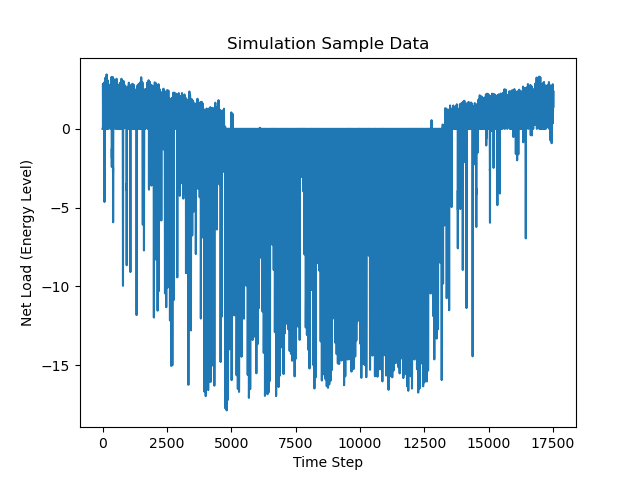 Simulation Sample Data
Net Load (Energy Level)
0
−5
−10
−15
0 2500 5000 7500 10000 12500 15000 17500
Time Step